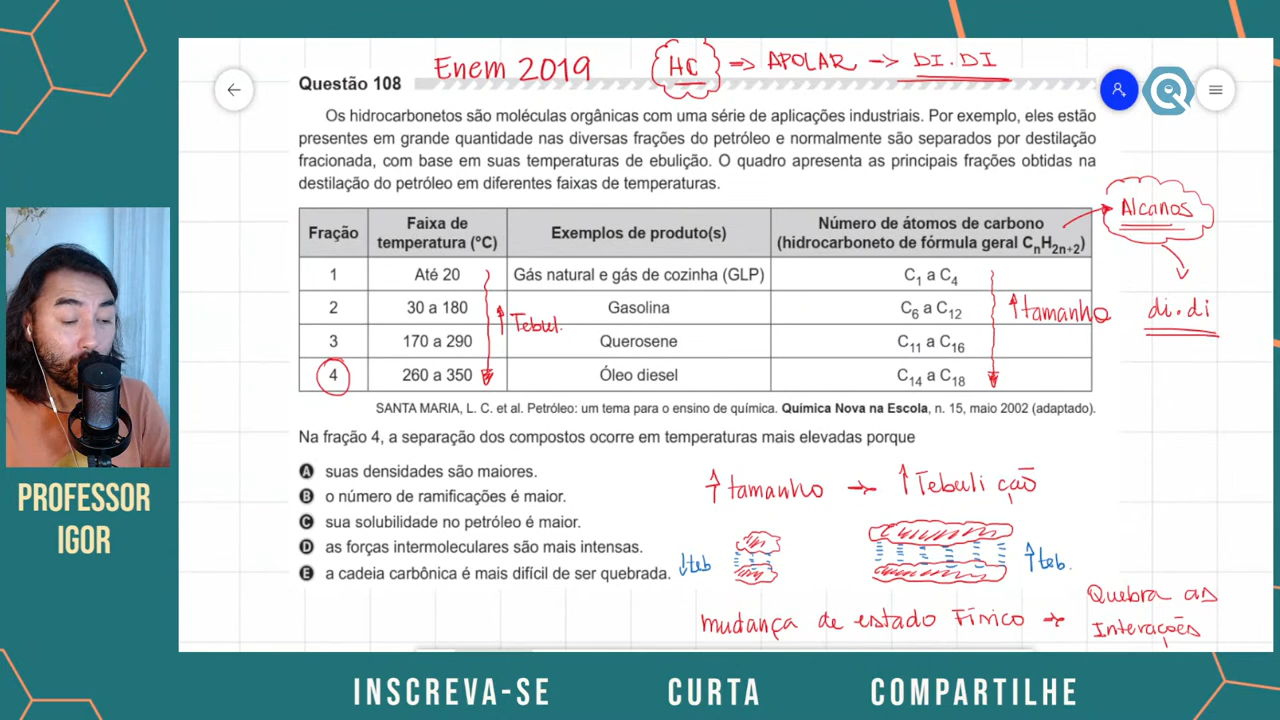 Enem 2019
HC ⇒ APOLAR → DI.DI
Questão 108
Os hidrocarbonetos são moléculas orgânicas com uma série de aplicações industriais. Por exemplo, eles estão
presentes em grande quantidade nas diversas frações do petróleo e normalmente são separados por destilação
fracionada, com base em suas temperaturas de ebulição. O quadro apresenta as principais frações obtidas na
destilação do petróleo em diferentes faixas de temperaturas.
Fração | Faixa de temperatura (°C) | Exemplos de produto(s) | Número de átomos de carbono (hidrocarboneto de fórmula geral CₙH₂ₙ₊₂)
1 | Até 20 | Gás natural e gás de cozinha (GLP) | C₁ a C₄
2 | 30 a 180 | Gasolina | C₆ a C₁₂
3 | 170 a 290 | Querosene | C₁₁ a C₁₆
4 | 260 a 350 | Óleo diesel | C₁₄ a C₁₈
↑ Tebul.
↑ tamanho
Alcanos
di.di
SANTA MARIA, L. C. et al. Petróleo: um tema para o ensino de química. Química Nova na Escola, n. 15, maio 2002 (adaptado).
Na fração 4, a separação dos compostos ocorre em temperaturas mais elevadas porque
A suas densidades são maiores.
B o número de ramificações é maior.
C sua solubilidade no petróleo é maior.
D as forças intermoleculares são mais intensas.
E a cadeia carbônica é mais difícil de ser quebrada.
↑ tamanho → ↑ Tebulição
↓ teb
↑ teb.
mudança de estado Físico → Quebra as
Interações
PROFESSOR
IGOR
INSCREVA-SE
CURTA
COMPARTILHE